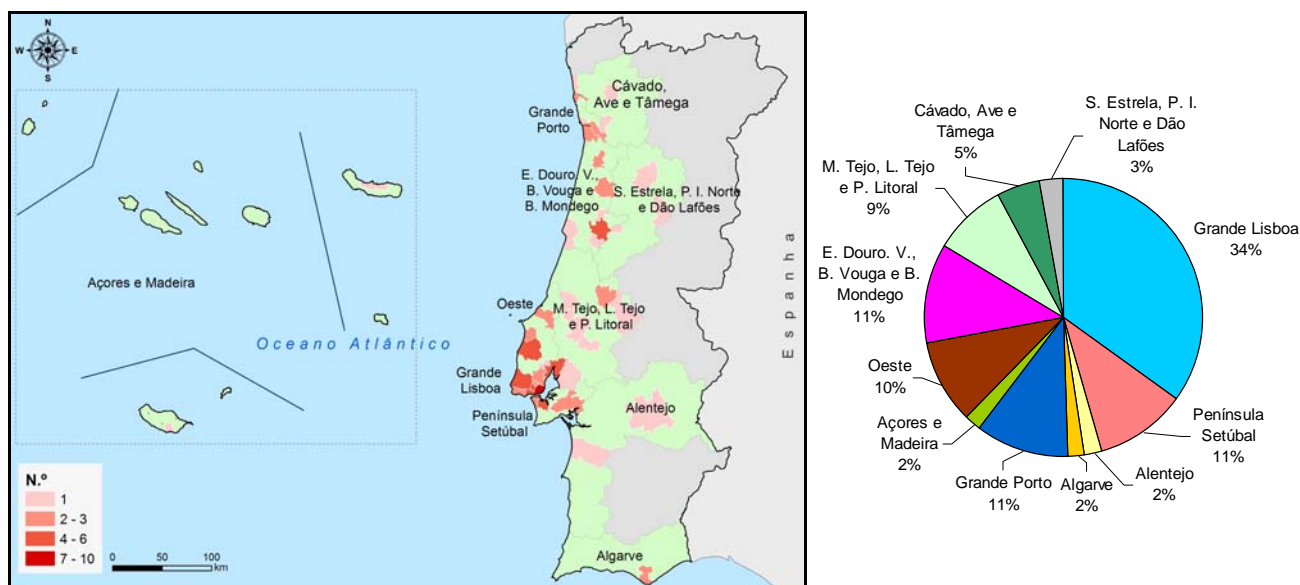 N
W
E
S
Cávado,
Ave e Tâmega
Grande
Porto
E. Douro. V.,
B. Vouga e
B. Mondego
S. Estrela, P. I. Norte
e Dão Lafões
Açores e Madeira
Oeste
M. Tejo, L. Tejo
e P. Litoral
Oceano Atlântico
Espanha
Grande
Lisboa
Península
Setúbal
Alentejo
Algarve
N.º
1
2 - 3
4 - 6
7 - 10
0 50 100
km
S. Estrela, P. I.
Norte e Dão
Lafões
3%
Cávado, Ave e
Tâmega
5%
M. Tejo, L. Tejo
e P. Litoral
9%
E. Douro. V.,
B. Vouga e B.
Mondego
11%
Oeste
10%
Açores e
Madeira
2%
Grande Porto
11%
Algarve
2%
Alentejo
2%
Península
Setúbal
11%
Grande Lisboa
34%